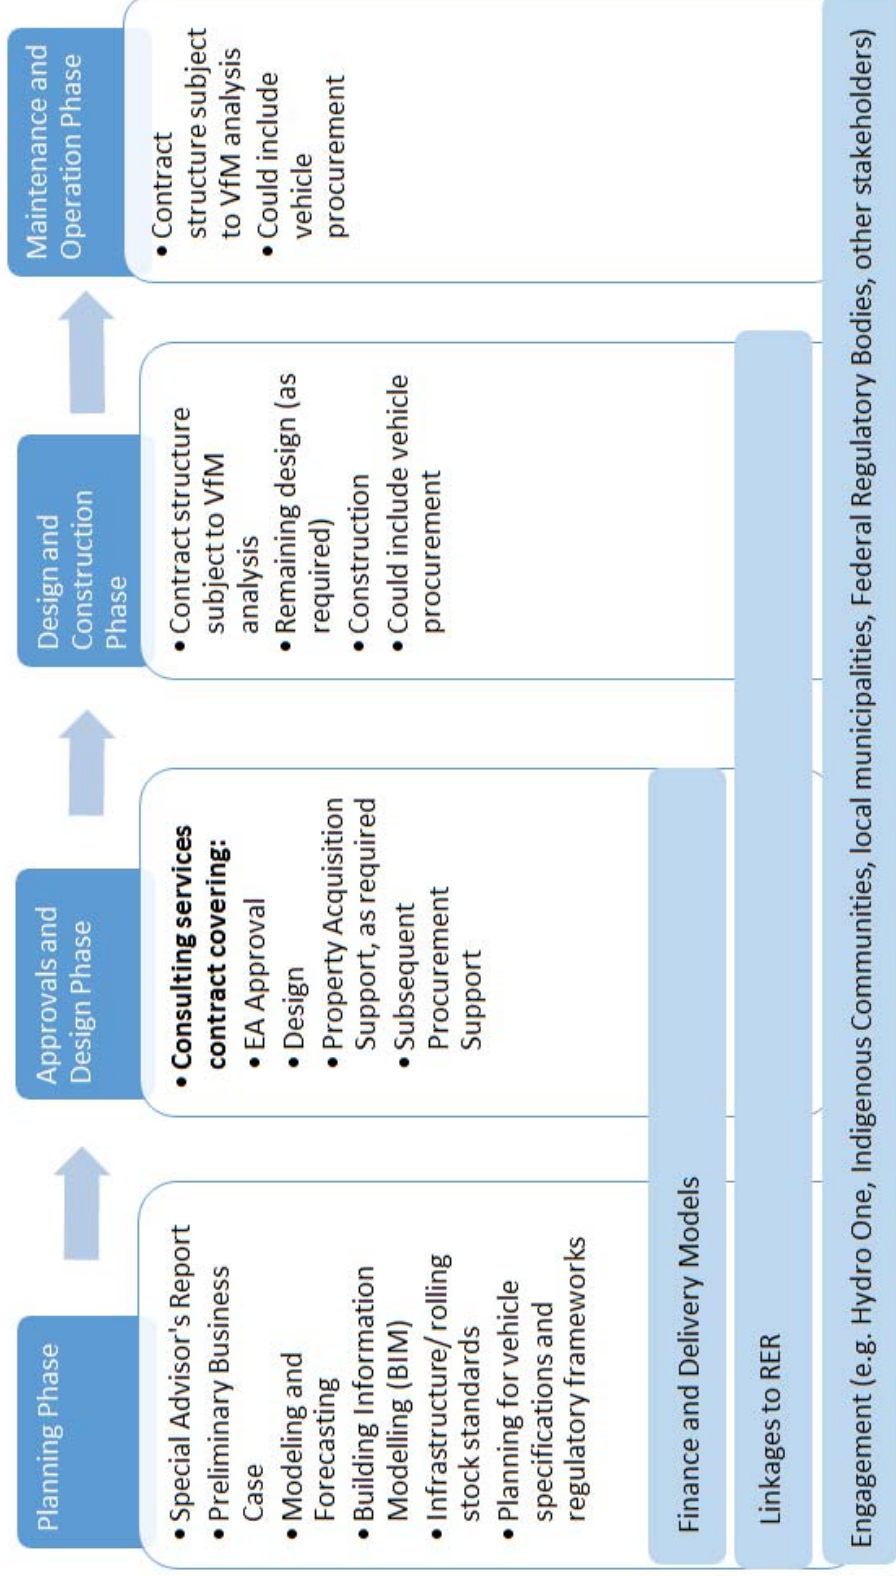 Planning Phase
• Special Advisor's Report
• Preliminary Business
Case
• Modeling and
Forecasting
• Building Information
Modelling (BIM)
• Infrastructure/ rolling
stock standards
• Planning for vehicle
specifications and
regulatory frameworks
Approvals and
Design Phase
• Consulting services
contract covering:
• EA Approval
• Design
• Property Acquisition
Support, as required
• Subsequent
Procurement
Support
Design and
Construction
Phase
• Contract structure
subject to VfM
analysis
• Remaining design (as
required)
• Construction
• Could include vehicle
procurement
Maintenance and
Operation Phase
• Contract
structure subject
to VfM analysis
• Could include
vehicle
procurement
Finance and Delivery Models
Linkages to RER
Engagement (e.g. Hydro One, Indigenous Communities, local municipalities, Federal Regulatory Bodies, other stakeholders)